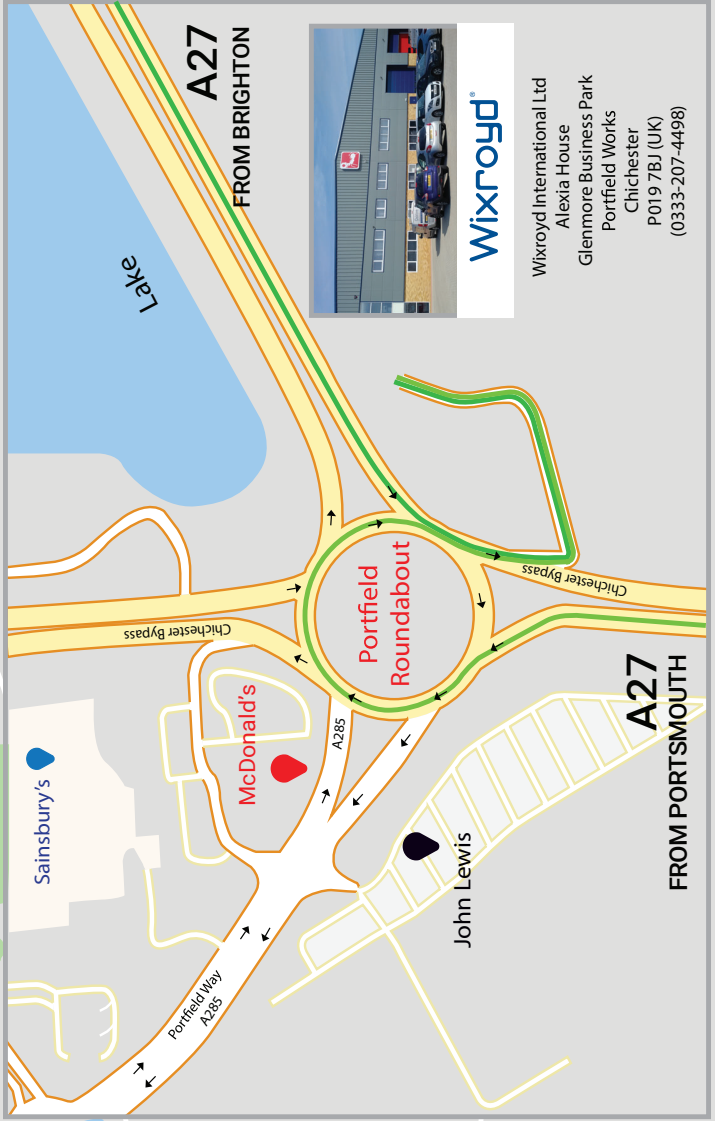 A27
FROM BRIGHTON
Lake
Wixroyd®
Wixroyd International Ltd
Alexia House
Glenmore Business Park
Portfield Works
Chichester
P019 7BJ (UK)
(0333-207-4498)
Portfield
Roundabout
Chichester Bypass
Chichester Bypass
McDonald's
Sainsbury's
A285
John Lewis
Portfield Way
A285
A27
FROM PORTSMOUTH